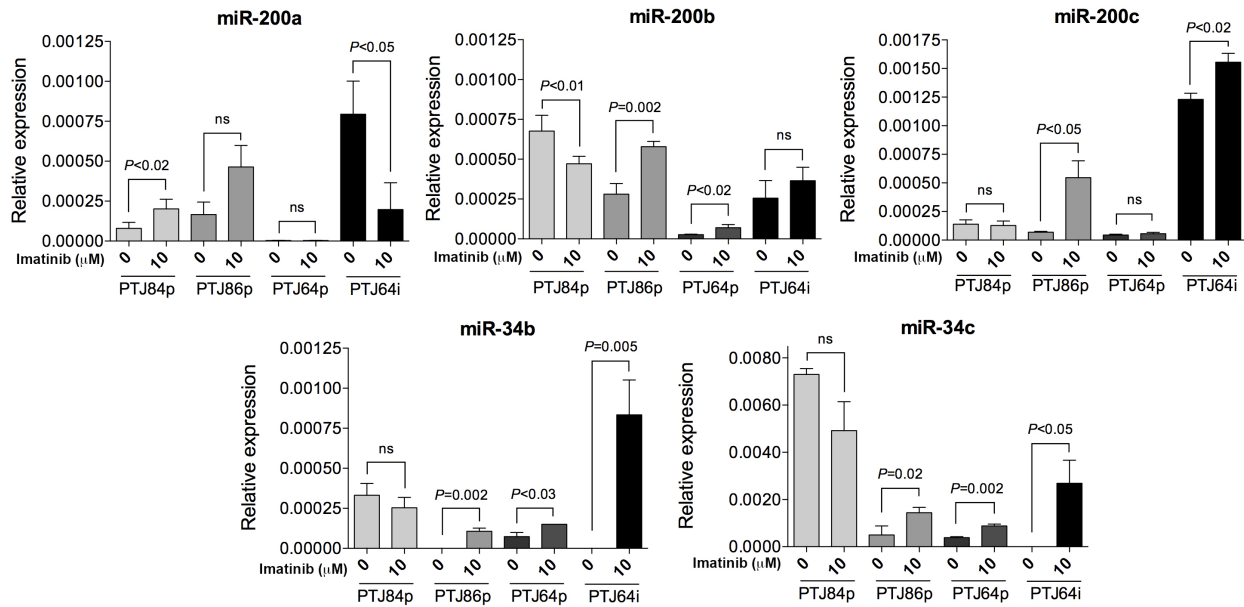 miR-200a
Relative expression
0.00125
0.00100
0.00075
0.00050
0.00025
0.00000
P<0.02
ns
ns
P<0.05
Imatinib (μM)
0 10 0 10 0 10 0 10
PTJ84p PTJ86p PTJ64p PTJ64i
miR-200b
Relative expression
0.00125
0.00100
0.00075
0.00050
0.00025
0.00000
P<0.01
P=0.002
P<0.02
ns
Imatinib (μM)
0 10 0 10 0 10 0 10
PTJ84p PTJ86p PTJ64p PTJ64i
miR-200c
Relative expression
0.00175
0.00150
0.00125
0.00100
0.00075
0.00050
0.00025
0.00000
ns
P<0.05
ns
P<0.02
Imatinib (μM)
0 10 0 10 0 10 0 10
PTJ84p PTJ86p PTJ64p PTJ64i
miR-34b
Relative expression
0.00125
0.00100
0.00075
0.00050
0.00025
0.00000
ns
P=0.002
P<0.03
P=0.005
Imatinib (μM)
0 10 0 10 0 10 0 10
PTJ84p PTJ86p PTJ64p PTJ64i
miR-34c
Relative expression
0.0080
0.0060
0.0040
0.0020
0.0000
ns
P=0.02
P=0.002
P<0.05
Imatinib (μM)
0 10 0 10 0 10 0 10
PTJ84p PTJ86p PTJ64p PTJ64i